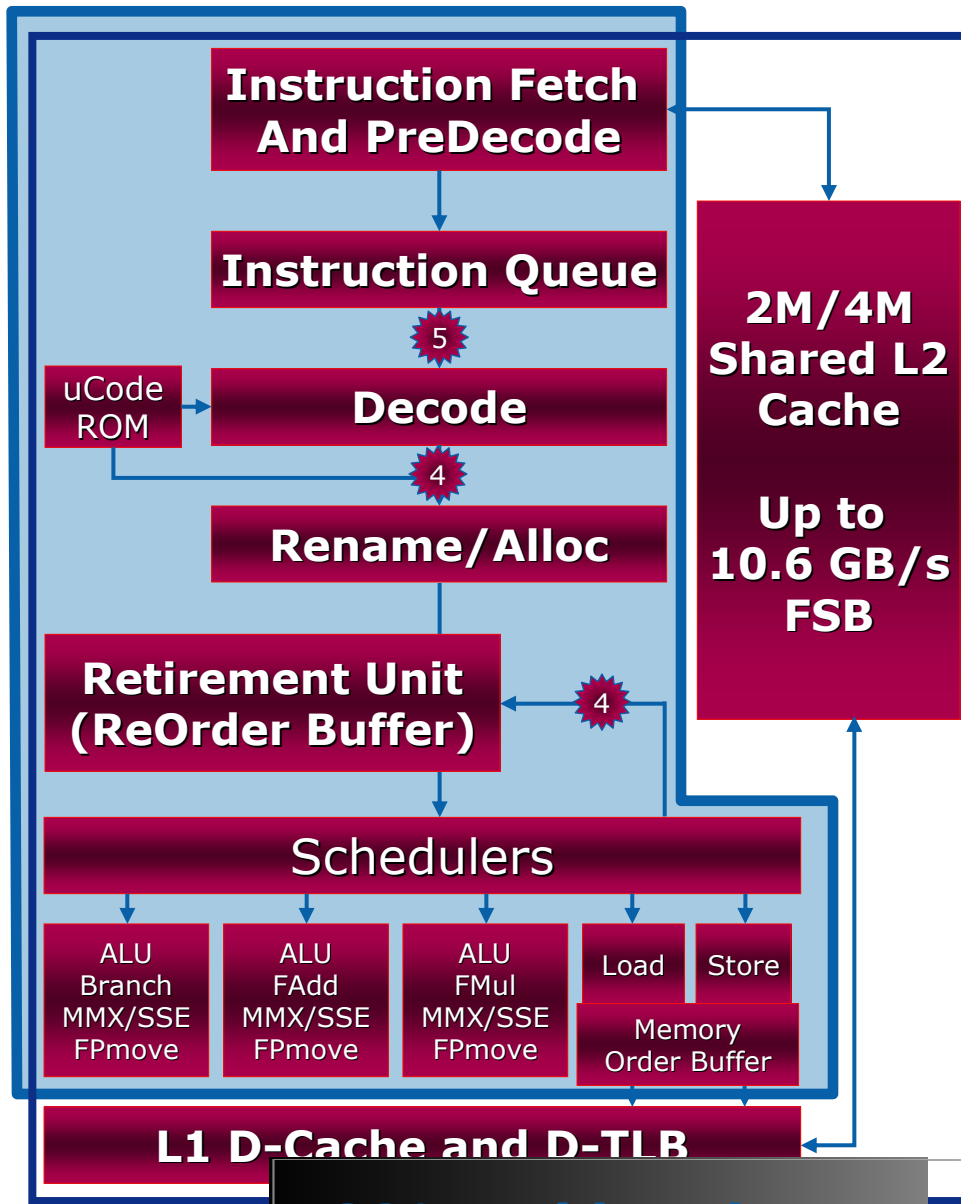 Instruction Fetch
And PreDecode
Instruction Queue
5
uCode
ROM
Decode
4
Rename/Alloc
2M/4M
Shared L2
Cache
Up to
10.6 GB/s
FSB
Retirement Unit
(ReOrder Buffer)
4
Schedulers
ALU
Branch
MMX/SSE
FPmove
ALU
FAdd
MMX/SSE
FPmove
ALU
FMul
MMX/SSE
FPmove
Load
Store
Memory
Order Buffer
L1 D-Cache and D-TLB